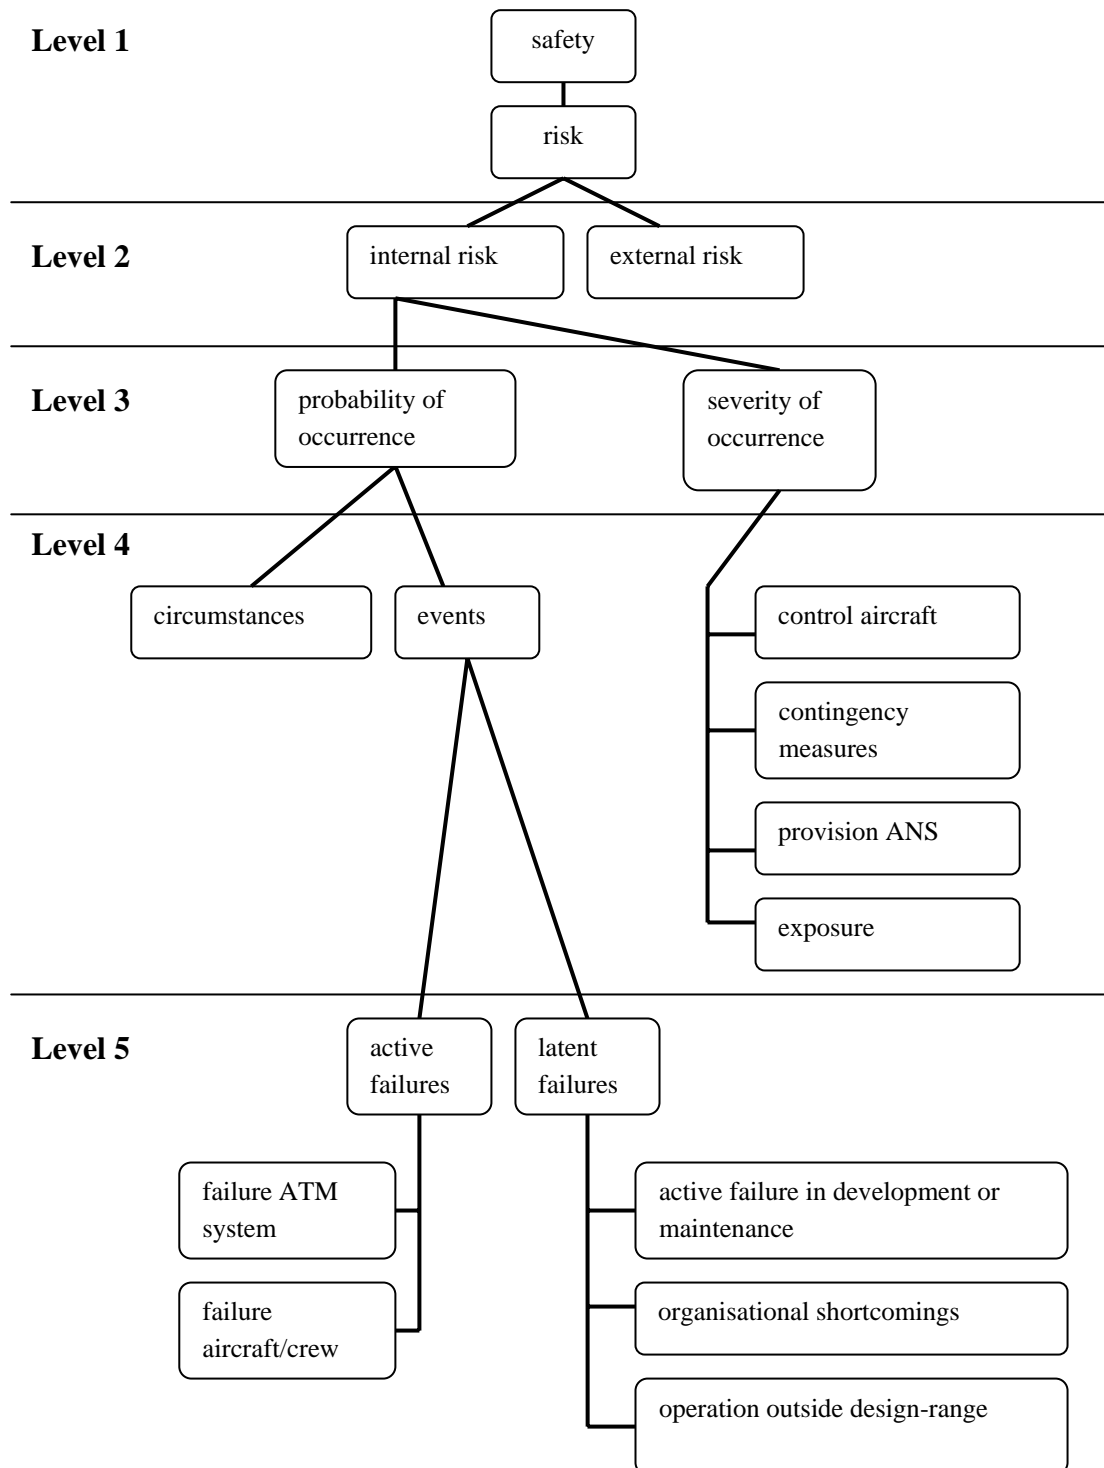 Level 1
safety
risk
Level 2
internal risk
external risk
Level 3
probability of
occurrence
severity of
occurrence
Level 4
circumstances
events
control aircraft
contingency
measures
provision ANS
exposure
Level 5
active
failures
latent
failures
failure ATM
system
failure
aircraft/crew
active failure in development or
maintenance
organisational shortcomings
operation outside design-range